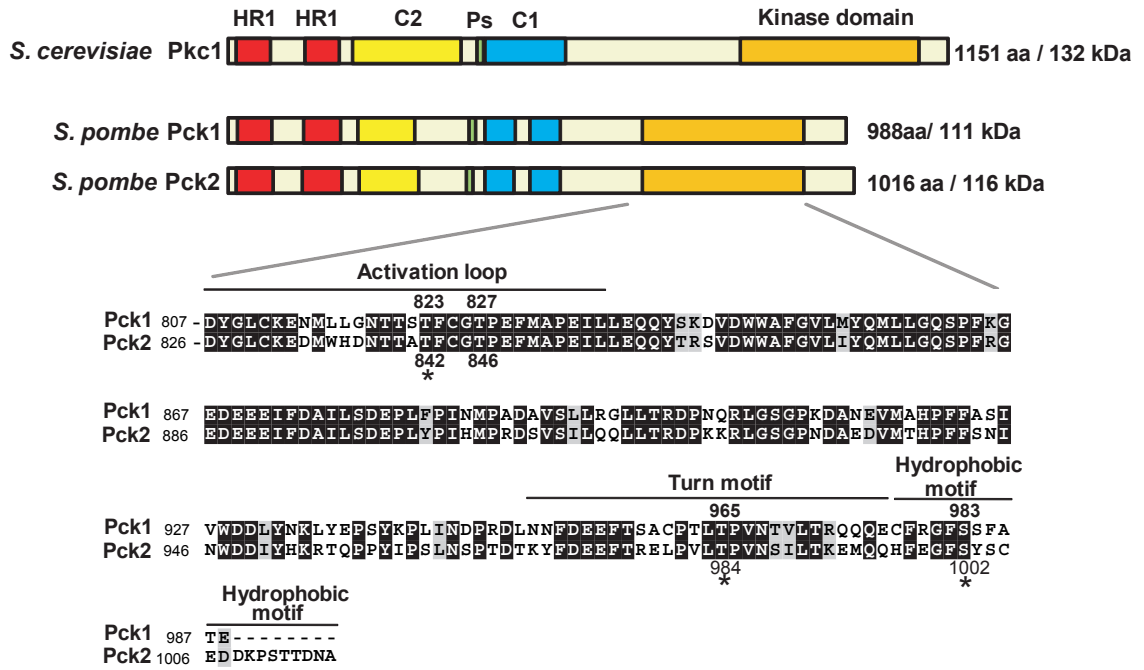 HR1 HR1 C2 Ps C1 Kinase domain
S. cerevisiae Pkc1 1151 aa / 132 kDa
S. pombe Pck1 988aa/ 111 kDa
S. pombe Pck2 1016 aa / 116 kDa
Activation loop
823 827
Pck1 807 - DYGLCKENMLLGNTTSTFCGTPEFMAPEILLEQQYSKDVDWWAFGVLMYQMLLGQSPFKG
Pck2 826 - DYGLCKEDMWHDNTTATFCGTPEFMAPEILLEQQYTRSVDWWAFGVLIYQMLLGQSPFRG
842 846
*
Pck1 867 EDEEEIFDAILSDEPLFPINMPADAVSLLRGLLTRDPNQRLGSGPKDANEVMAHPFFASI
Pck2 886 EDEEEIFDAILSDEPLYPIHMPRDSVSILQQLLTRDPKKRLGSGPNDAEDVMTHPFFSNI
Turn motif Hydrophobic motif
965 983
Pck1 927 VWDDLYNKLYEPSYKPLINDPRDLNNFDEEFTSACPTLTPVNTVLTRQQQECFRGFSSFA
Pck2 946 NWDDIYHKRTQPPYIPSLNSPTDTKYFDEEFTRELPVLTPVNSILTKEMQQHFEGFSYSC
984 1002
* *
Hydrophobic motif
Pck1 987 TE--------
Pck2 1006 EDDKPSTTDNA